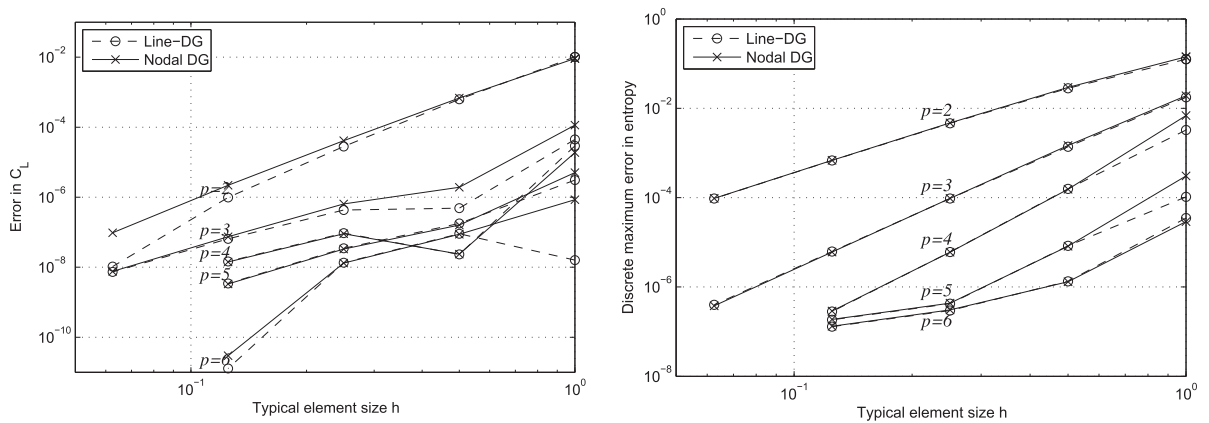 Line−DG
Nodal DG
Error in C_L
10^−2
10^−4
10^−6
10^−8
10^−10
p=2
p=3
p=4
p=5
p=6
10^−1
10^0
Typical element size h
Line−DG
Nodal DG
Discrete maximum error in entropy
10^0
10^−2
10^−4
10^−6
10^−8
p=2
p=3
p=4
p=5
p=6
10^−1
10^0
Typical element size h